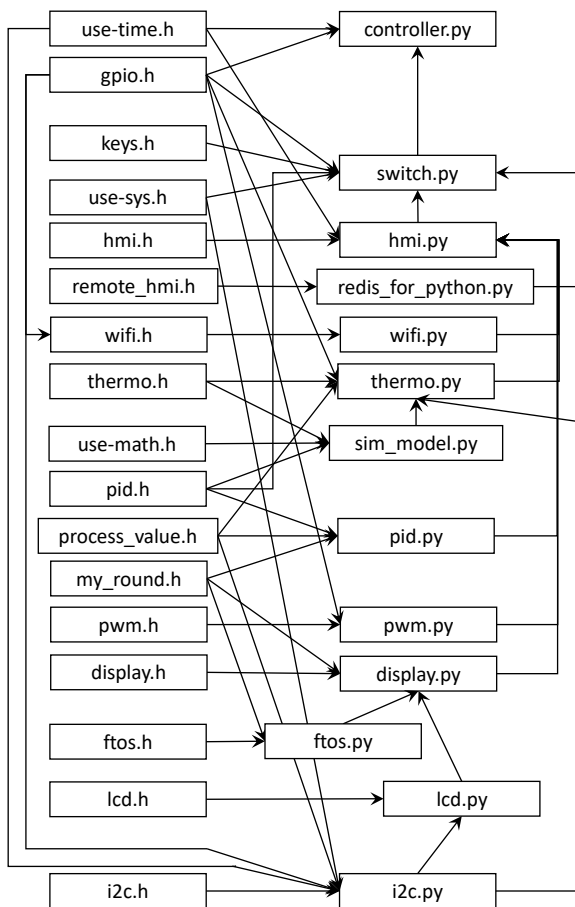 use-time.h
controller.py
gpio.h
keys.h
switch.py
use-sys.h
hmi.h
hmi.py
remote_hmi.h
redis_for_python.py
wifi.h
wifi.py
thermo.h
thermo.py
use-math.h
sim_model.py
pid.h
process_value.h
pid.py
my_round.h
pwm.h
pwm.py
display.h
display.py
ftos.h
ftos.py
lcd.h
lcd.py
i2c.h
i2c.py